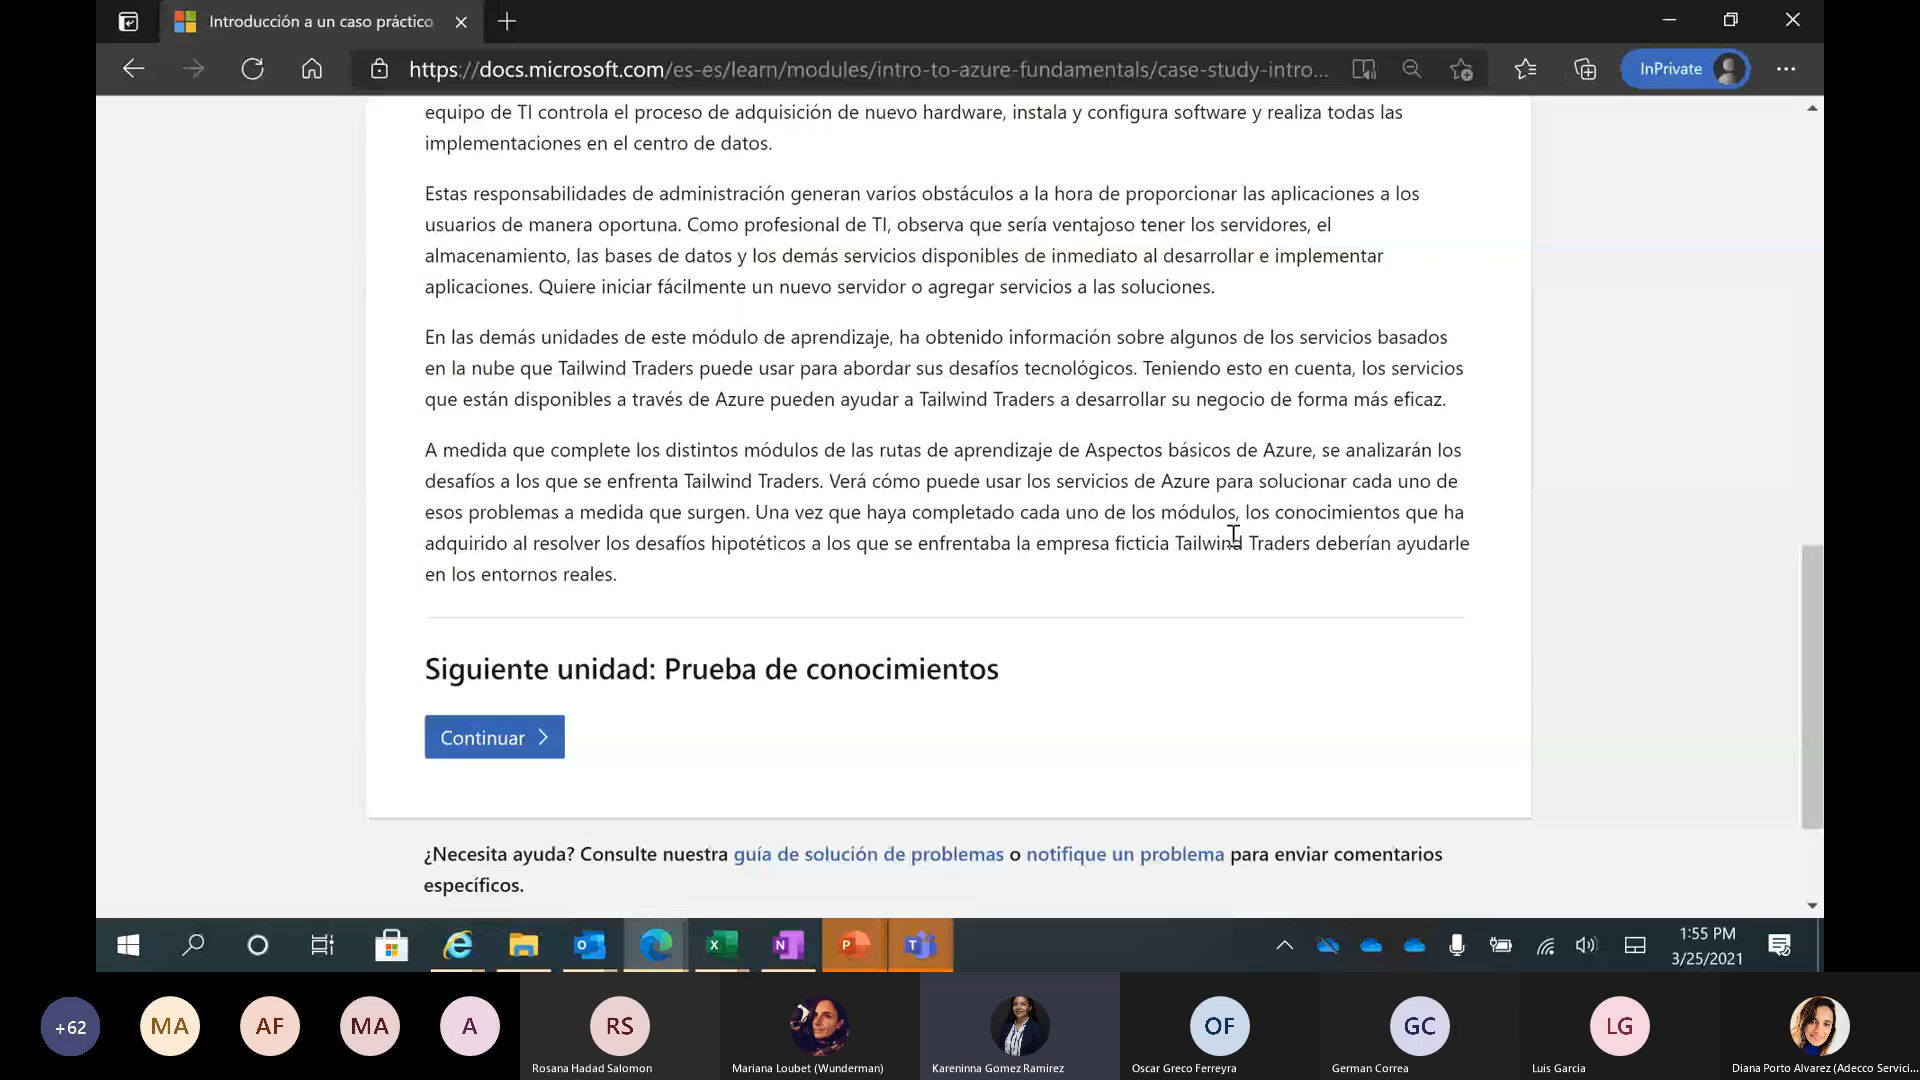 Introducción a un caso práctico
https://docs.microsoft.com/es-es/learn/modules/intro-to-azure-fundamentals/case-study-intro...
InPrivate
equipo de TI controla el proceso de adquisición de nuevo hardware, instala y configura software y realiza todas las
implementaciones en el centro de datos.
Estas responsabilidades de administración generan varios obstáculos a la hora de proporcionar las aplicaciones a los
usuarios de manera oportuna. Como profesional de TI, observa que sería ventajoso tener los servidores, el
almacenamiento, las bases de datos y los demás servicios disponibles de inmediato al desarrollar e implementar
aplicaciones. Quiere iniciar fácilmente un nuevo servidor o agregar servicios a las soluciones.
En las demás unidades de este módulo de aprendizaje, ha obtenido información sobre algunos de los servicios basados
en la nube que Tailwind Traders puede usar para abordar sus desafíos tecnológicos. Teniendo esto en cuenta, los servicios
que están disponibles a través de Azure pueden ayudar a Tailwind Traders a desarrollar su negocio de forma más eficaz.
A medida que complete los distintos módulos de las rutas de aprendizaje de Aspectos básicos de Azure, se analizarán los
desafíos a los que se enfrenta Tailwind Traders. Verá cómo puede usar los servicios de Azure para solucionar cada uno de
esos problemas a medida que surgen. Una vez que haya completado cada uno de los módulos, los conocimientos que ha
adquirido al resolver los desafíos hipotéticos a los que se enfrentaba la empresa ficticia Tailwind Traders deberían ayudarle
en los entornos reales.
Siguiente unidad: Prueba de conocimientos
Continuar
¿Necesita ayuda? Consulte nuestra guía de solución de problemas o notifique un problema para enviar comentarios
específicos.
1:55 PM
3/25/2021
+62
MA
AF
MA
A
RS
OF
GC
LG
Rosana Hadad Salomon
Mariana Loubet (Wunderman)
Kareninna Gomez Ramirez
Oscar Greco Ferreyra
German Correa
Luis Garcia
Diana Porto Alvarez (Adecco Servici...